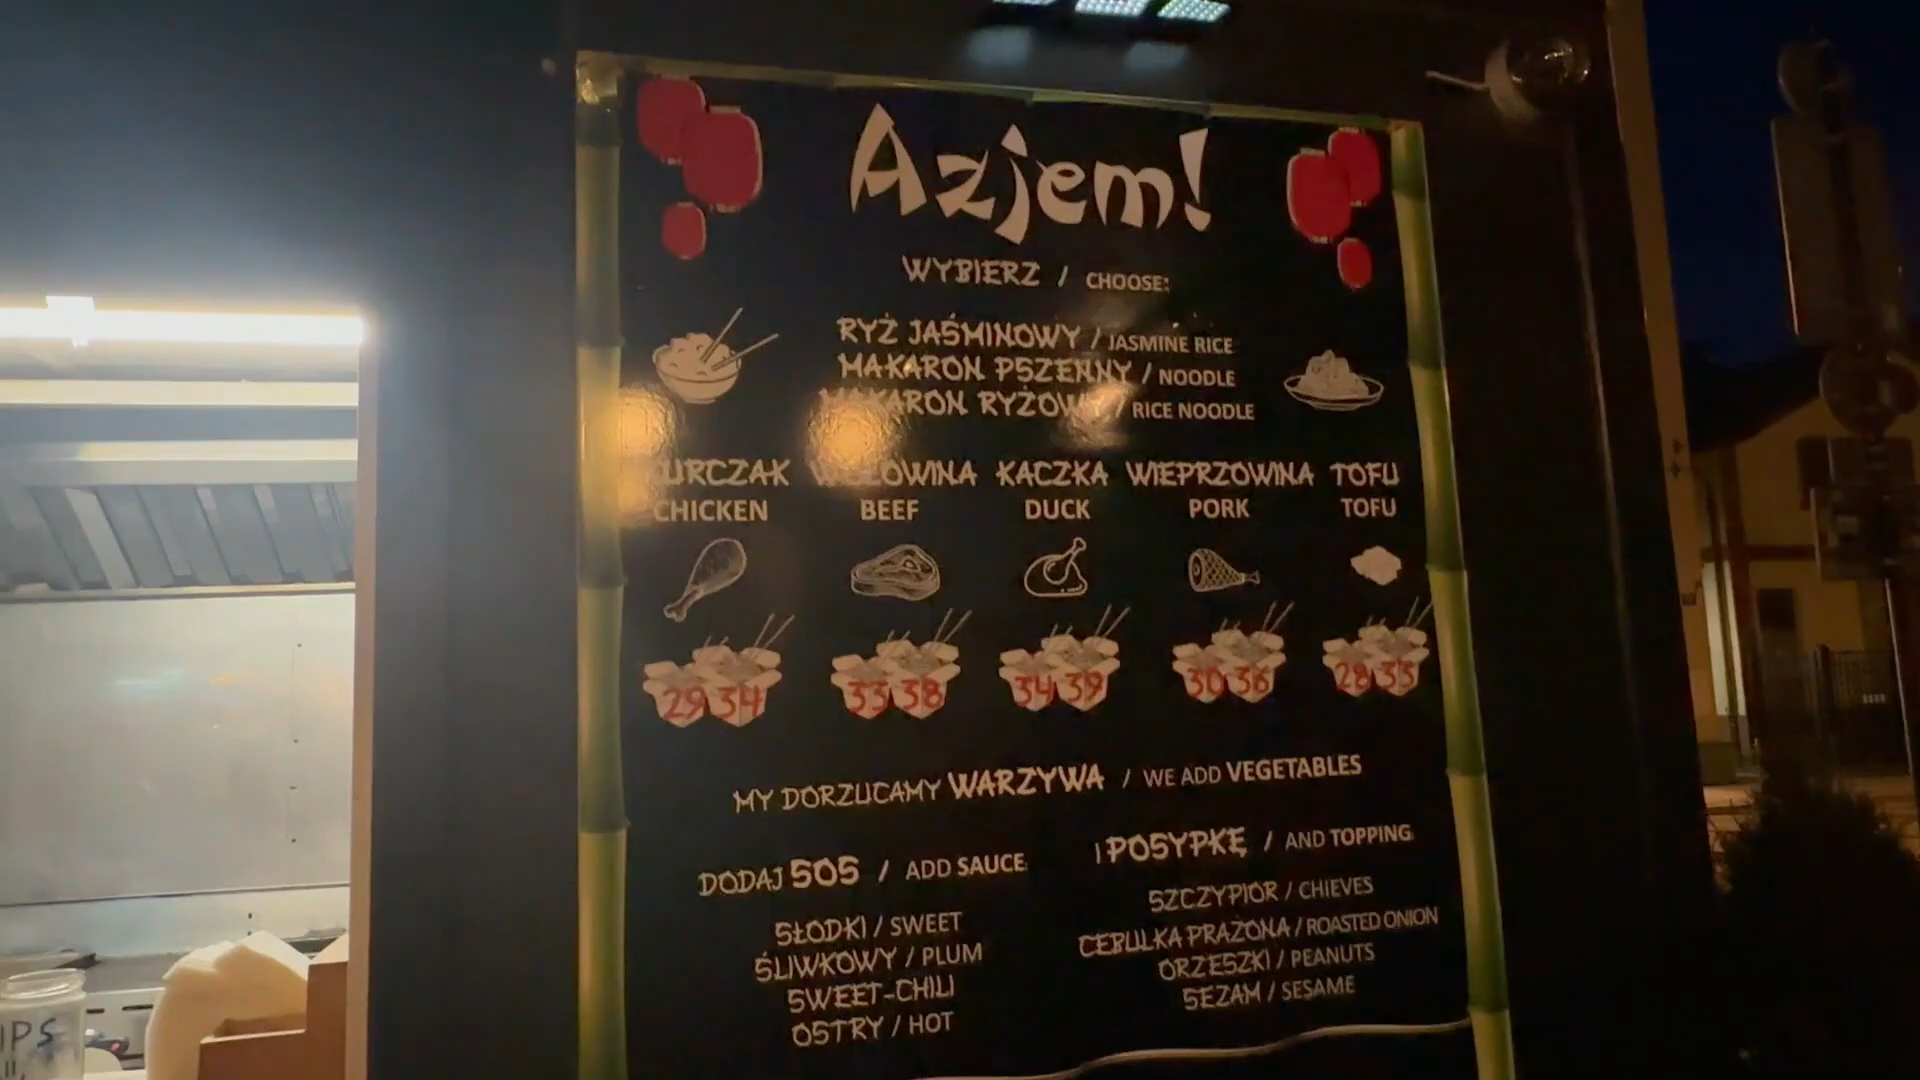 Azjem!
WYBIERZ / CHOOSE:
RYŻ JAŚMINOWY / JASMINE RICE
MAKARON PSZENNY / NOODLE
MAKARON RYŻOWY / RICE NOODLE
KURCZAK WOŁOWINA KACZKA WIEPRZOWINA TOFU
CHICKEN BEEF DUCK PORK TOFU
29 34 33 38 34 39 30 36 28 33
MY DORZUCAMY WARZYWA / WE ADD VEGETABLES
DODAJ SOS / ADD SAUCE:
SŁODKI / SWEET
ŚLIWKOWY / PLUM
SWEET-CHILI
OSTRY / HOT
I POSYPKĘ / AND TOPPING:
SZCZYPIOR / CHIEVES
CEBULKA PRAŻONA / ROASTED ONION
ORZESZKI / PEANUTS
SEZAM / SESAME